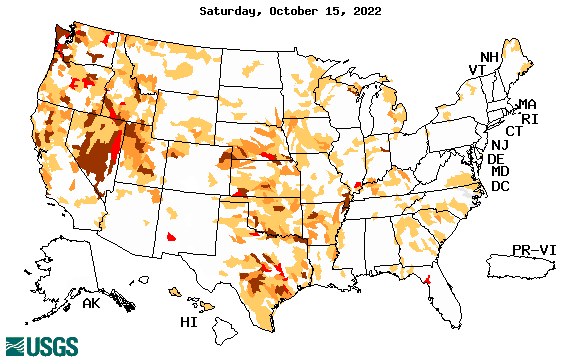 Saturday, October 15, 2022
NH
VT
MA
RI
CT
NJ
DE
MD
DC
PR-VI
AK
HI
USGS